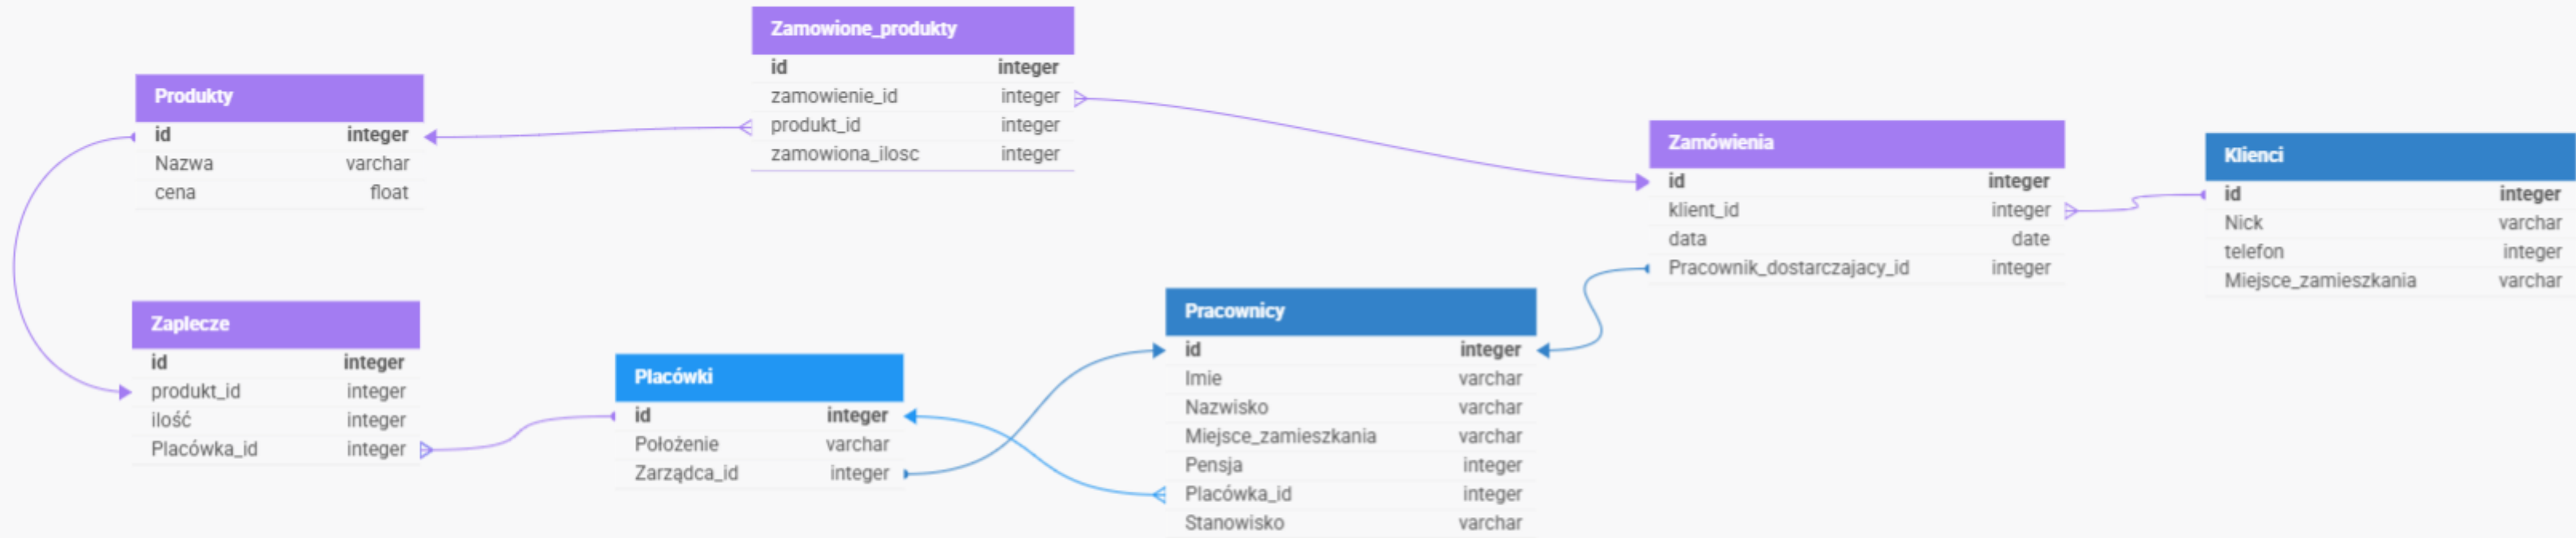 Zamowione_produkty
id integer
zamowienie_id integer
produkt_id integer
zamowiona_ilosc integer
Produkty
id integer
Nazwa varchar
cena float
Zamówienia
id integer
klient_id integer
data date
Pracownik_dostarczajacy_id integer
Klienci
id integer
Nick varchar
telefon integer
Miejsce_zamieszkania varchar
Zaplecze
id integer
produkt_id integer
ilość integer
Placówka_id integer
Placówki
id integer
Położenie varchar
Zarządca_id integer
Pracownicy
id integer
Imie varchar
Nazwisko varchar
Miejsce_zamieszkania varchar
Pensja integer
Placówka_id integer
Stanowisko varchar